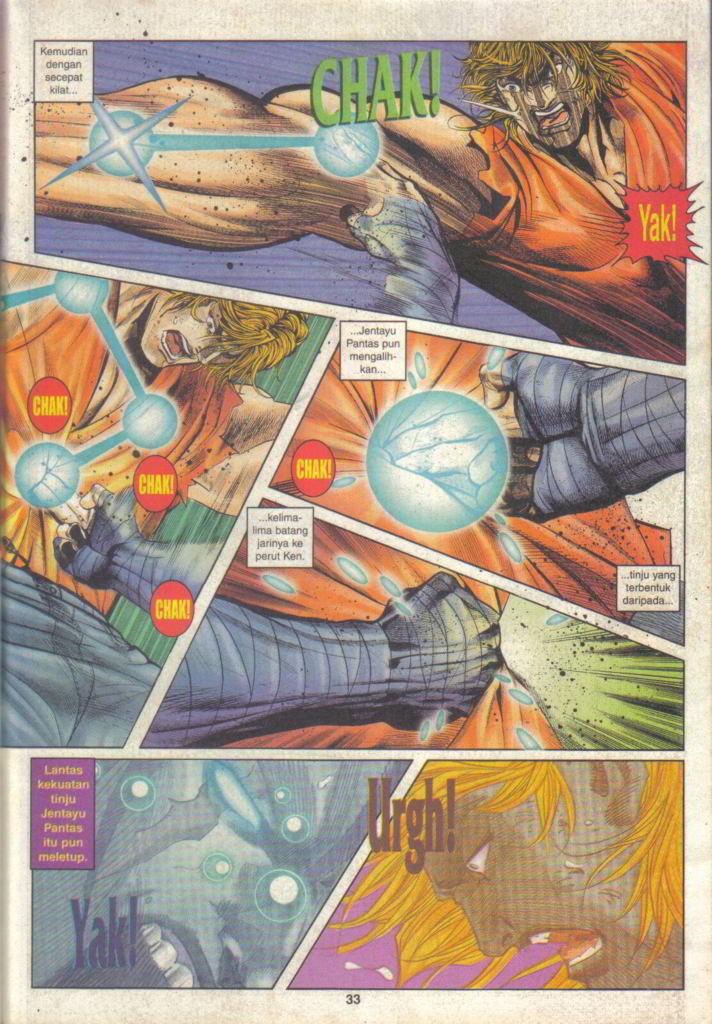 Kemudian
dengan
secepat
kilat...
CHAK!
Yak!
CHAK!
CHAK!
CHAK!
...Jentayu
Pantas pun
mengalih-
kan...
CHAK!
...tinju yang
terbentuk
daripada...
...kelima-
lima batang
jarinya ke
perut Ken.
Lantas
kekuatan
tinju
Jentayu
Pantas
itu pun
meletup.
Yak!
Urgh!
33